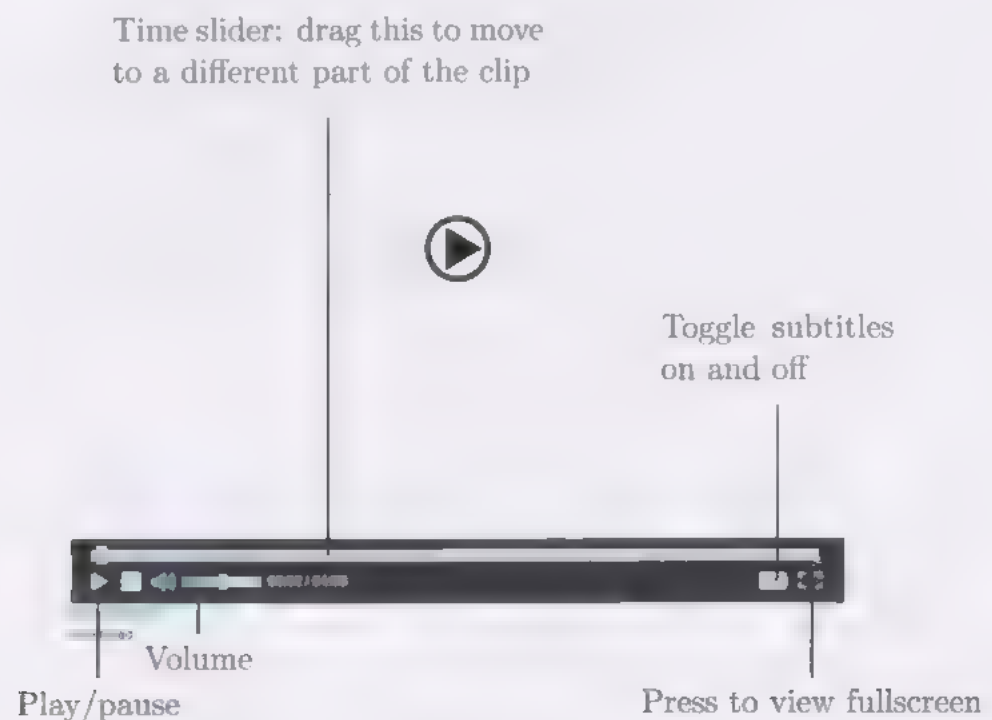 Time slider: drag this to move
to a different part of the clip
Toggle subtitles
on and off
Volume
Play/pause
Press to view fullscreen